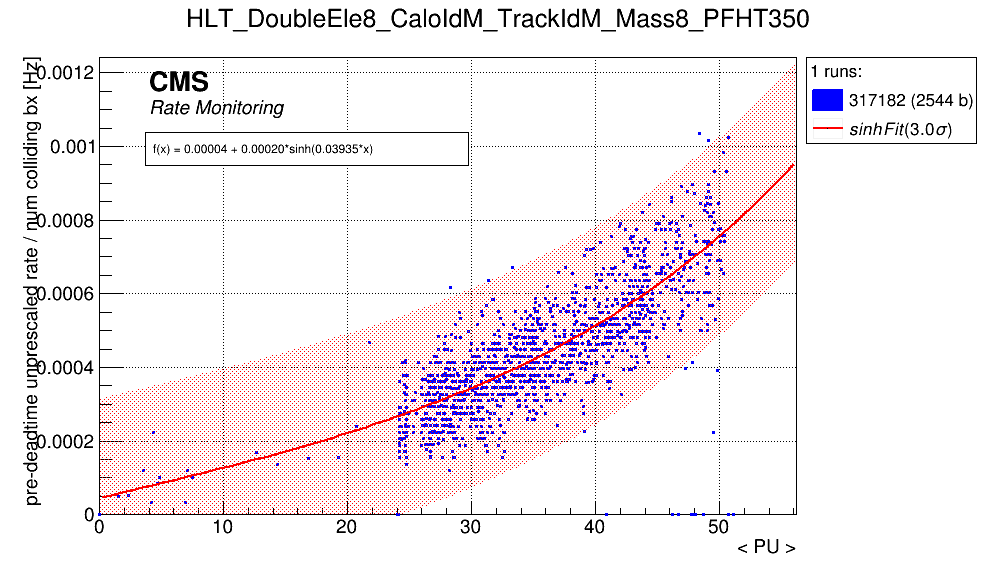 HLT_DoubleEle8_CaloIdM_TrackIdM_Mass8_PFHT350
pre-deadtime unprescaled rate / num colliding bx [Hz]
0.0012
0.001
0.0008
0.0006
0.0004
0.0002
0
CMS
Rate Monitoring
f(x) = 0.00004 + 0.00020*sinh(0.03935*x)
1 runs:
317182 (2544 b)
sinhFit(3.0σ)
0 10 20 30 40 50
< PU >